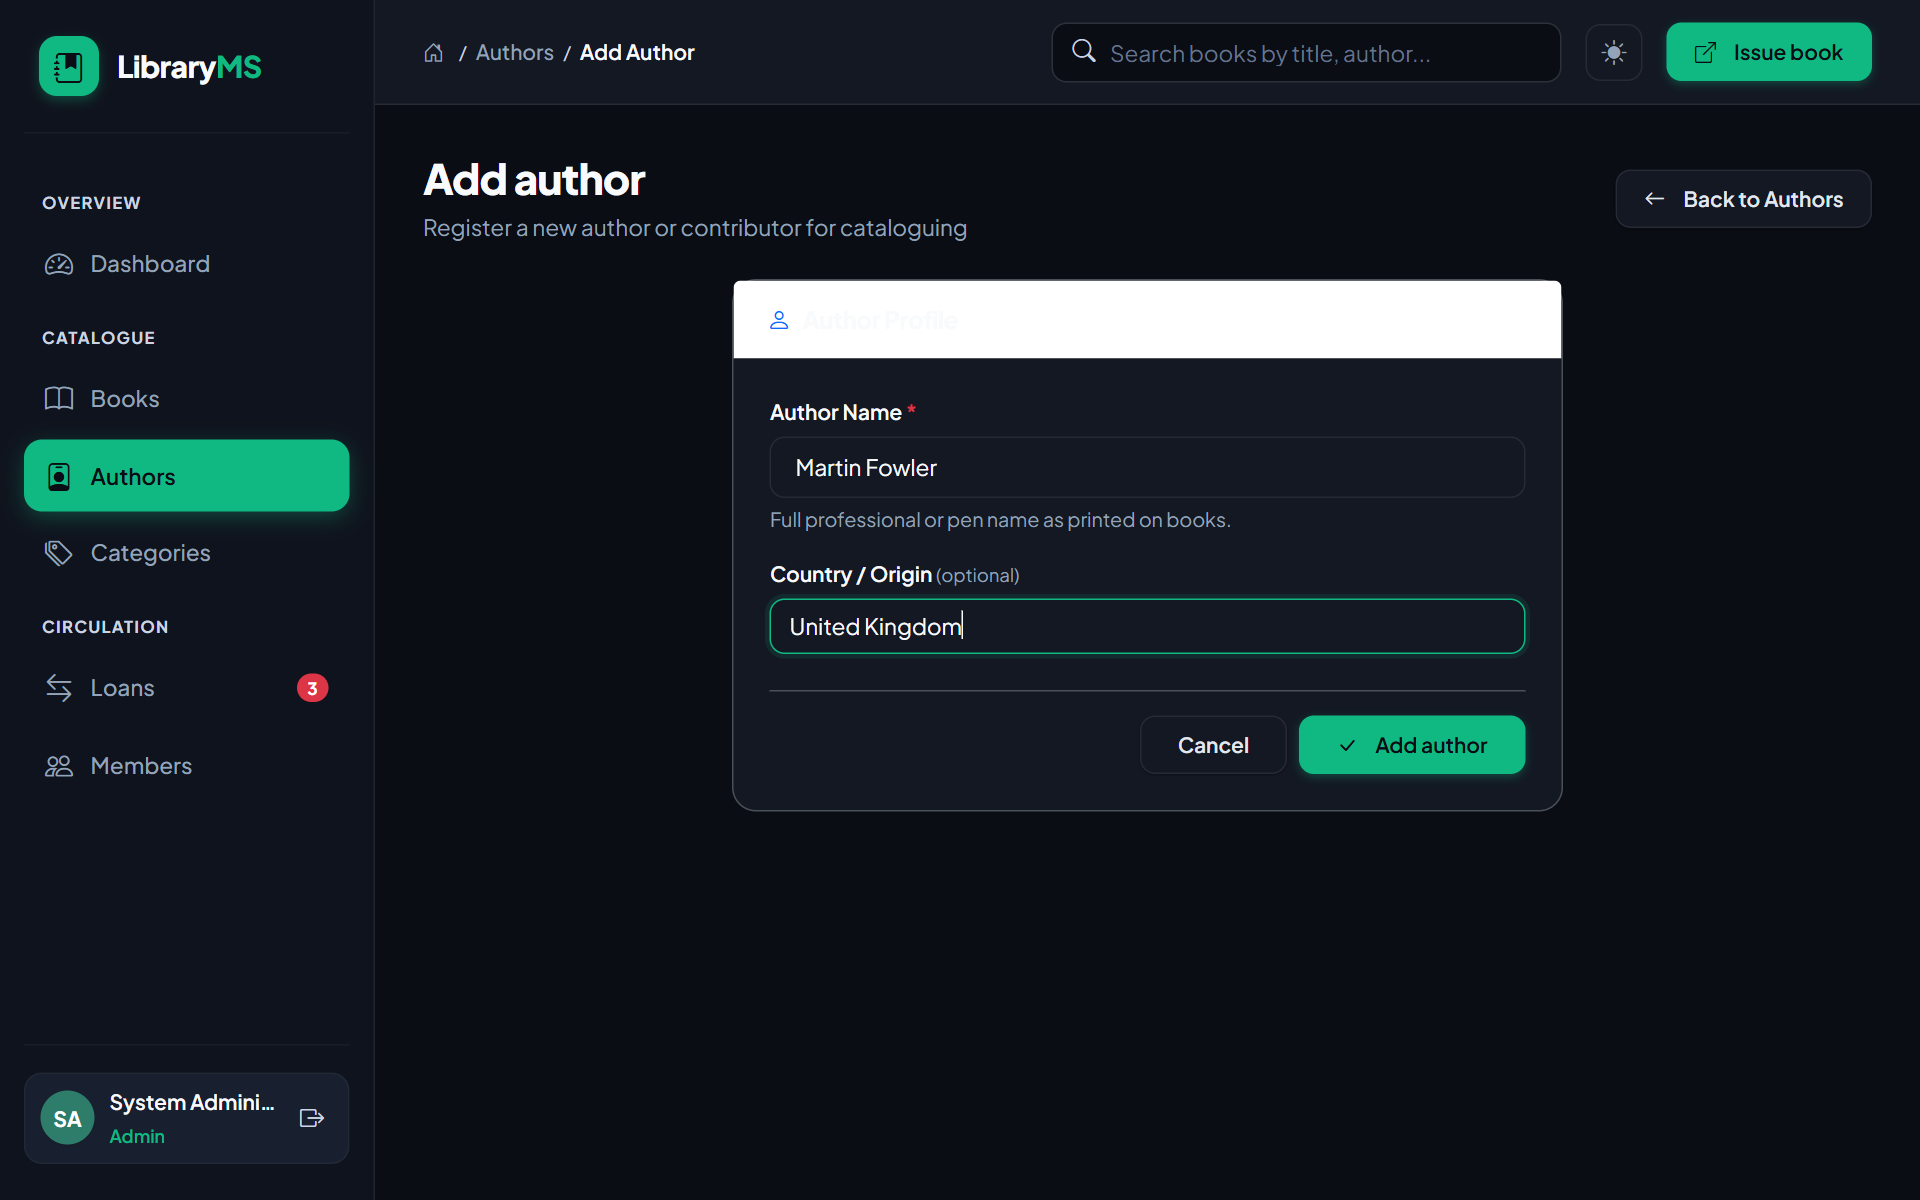 LibraryMS
OVERVIEW
Dashboard
CATALOGUE
Books
Authors
Categories
CIRCULATION
Loans 3
Members
SA
System Admini...
Admin
/ Authors / Add Author
Search books by title, author...
Issue book
Add author
Register a new author or contributor for cataloguing
Back to Authors
Author Profile
Author Name *
Martin Fowler
Full professional or pen name as printed on books.
Country / Origin (optional)
United Kingdom
Cancel
Add author